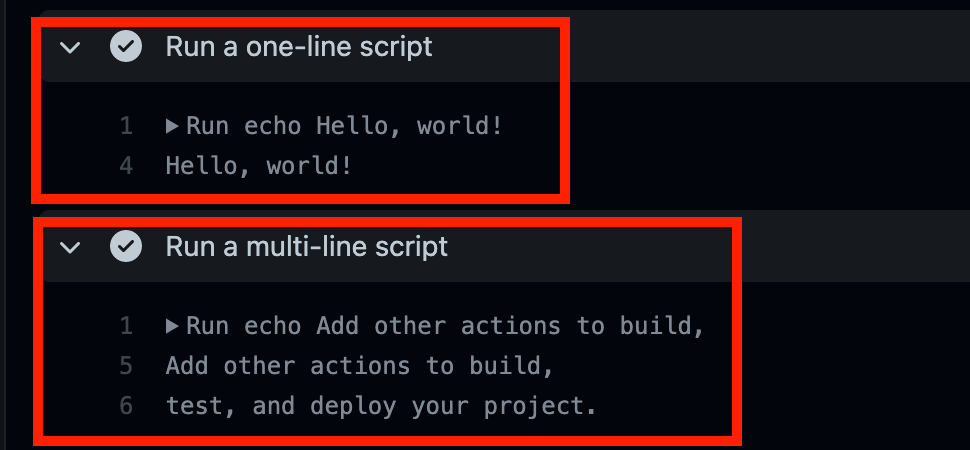 Run a one-line script
1 Run echo Hello, world!
4 Hello, world!
Run a multi-line script
1 Run echo Add other actions to build,
5 Add other actions to build,
6 test, and deploy your project.